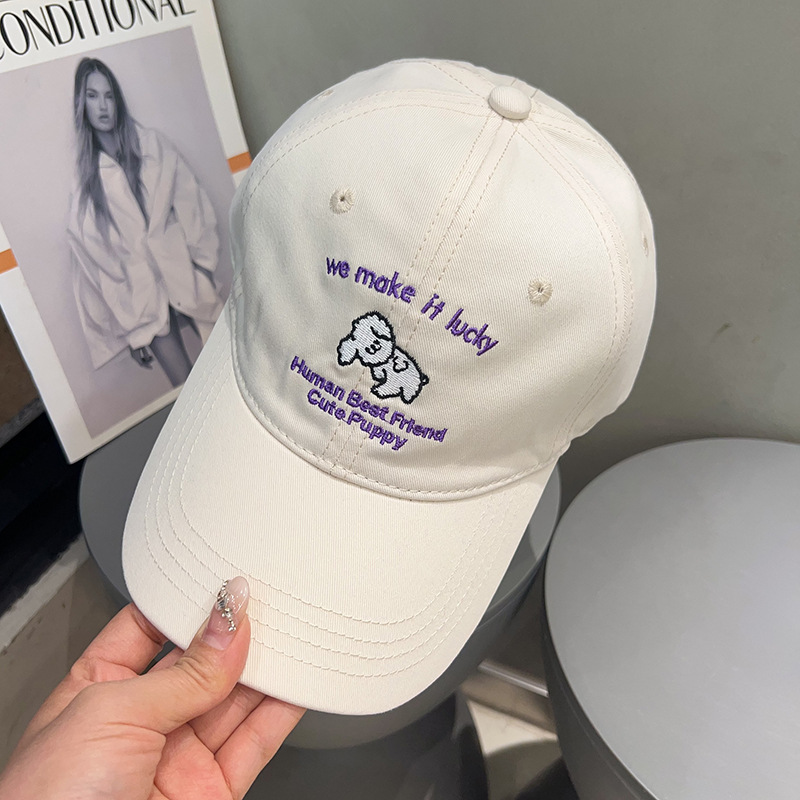 CONDITIONAL
we make it lucky
Human Best.Friend
Cute.Puppy